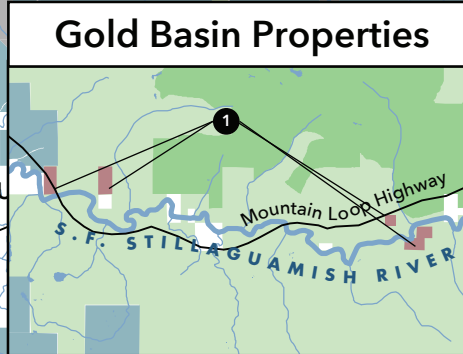 Gold Basin Properties
1
Mountain Loop Highway
S.F. STILLAGUAMISH RIVER